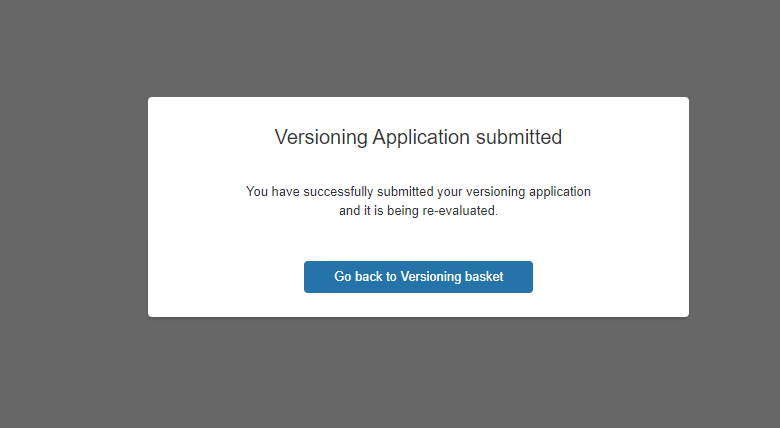 Versioning Application submitted
You have successfully submitted your versioning application
and it is being re-evaluated.
Go back to Versioning basket